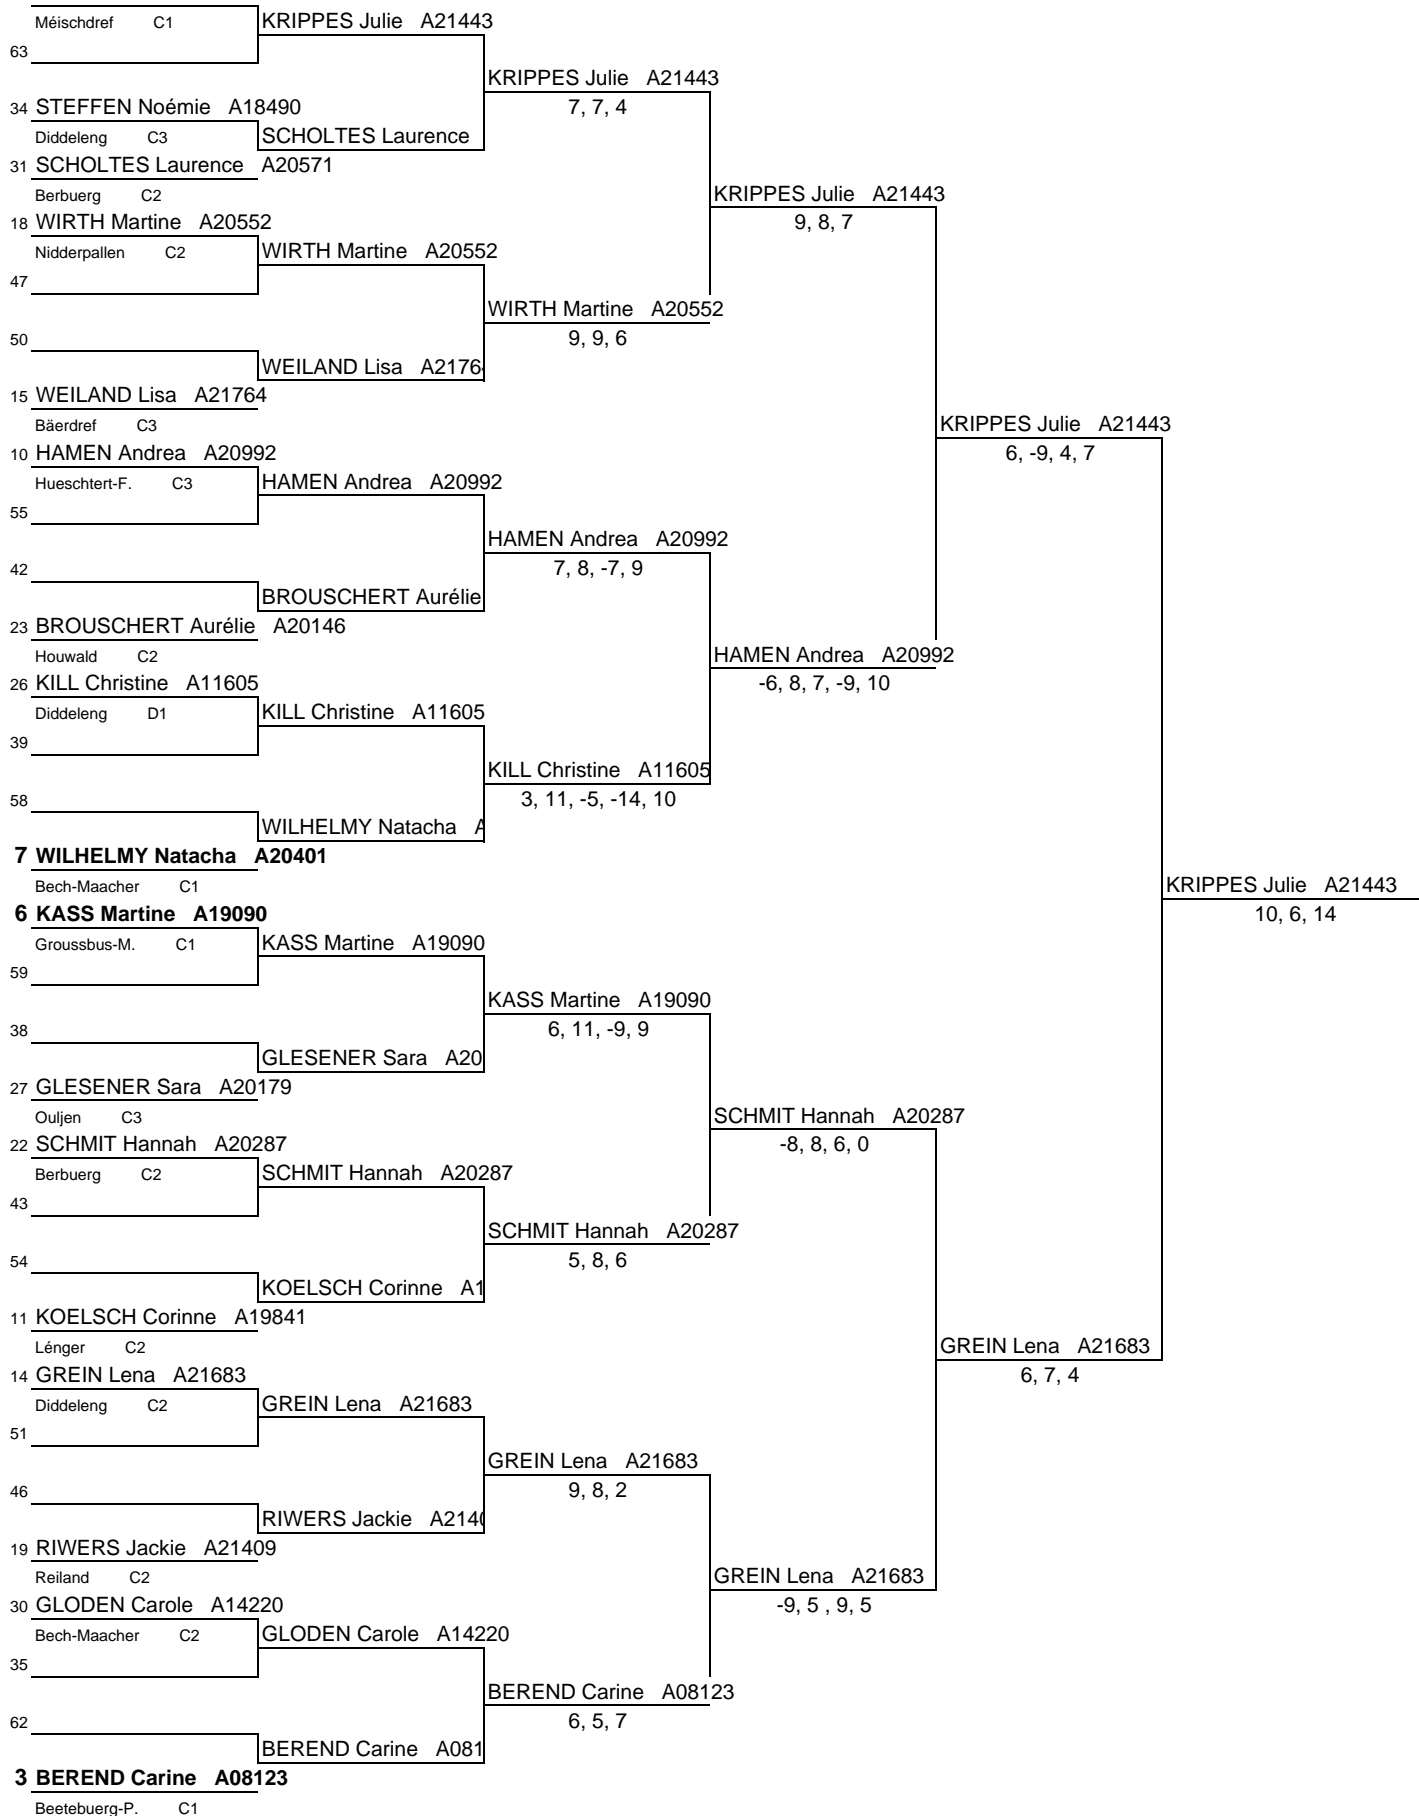 Méischdref C1 KRIPPES Julie A21443
63
KRIPPES Julie A21443
34 STEFFEN Noémie A18490 7, 7, 4
Diddeleng C3 SCHOLTES Laurence
31 SCHOLTES Laurence A20571
Berbuerg C2 KRIPPES Julie A21443
18 WIRTH Martine A20552 9, 8, 7
Nidderpallen C2 WIRTH Martine A20552
47
WIRTH Martine A20552
50 9, 9, 6
WEILAND Lisa A2176
15 WEILAND Lisa A21764
Bäerdref C3 KRIPPES Julie A21443
10 HAMEN Andrea A20992 6, -9, 4, 7
Hueschtert-F. C3 HAMEN Andrea A20992
55
HAMEN Andrea A20992
42 7, 8, -7, 9
BROUSCHERT Aurélie
23 BROUSCHERT Aurélie A20146
Houwald C2 HAMEN Andrea A20992
26 KILL Christine A11605 -6, 8, 7, -9, 10
Diddeleng D1 KILL Christine A11605
39
KILL Christine A11605
58 3, 11, -5, -14, 10
WILHELMY Natacha A
7 WILHELMY Natacha A20401
Bech-Maacher C1 KRIPPES Julie A21443
6 KASS Martine A19090 10, 6, 14
Groussbus-M. C1 KASS Martine A19090
59
KASS Martine A19090
38 6, 11, -9, 9
GLESENER Sara A20
27 GLESENER Sara A20179
Ouljen C3 SCHMIT Hannah A20287
22 SCHMIT Hannah A20287 -8, 8, 6, 0
Berbuerg C2 SCHMIT Hannah A20287
43
SCHMIT Hannah A20287
54 5, 8, 6
KOELSCH Corinne A1
11 KOELSCH Corinne A19841
Lénger C2 GREIN Lena A21683
14 GREIN Lena A21683 6, 7, 4
Diddeleng C2 GREIN Lena A21683
51
GREIN Lena A21683
46 9, 8, 2
RIWERS Jackie A2140
19 RIWERS Jackie A21409
Reiland C2 GREIN Lena A21683
30 GLODEN Carole A14220 -9, 5 , 9, 5
Bech-Maacher C2 GLODEN Carole A14220
35
BEREND Carine A08123
62 6, 5, 7
BEREND Carine A081
3 BEREND Carine A08123
Beetebuerg-P. C1